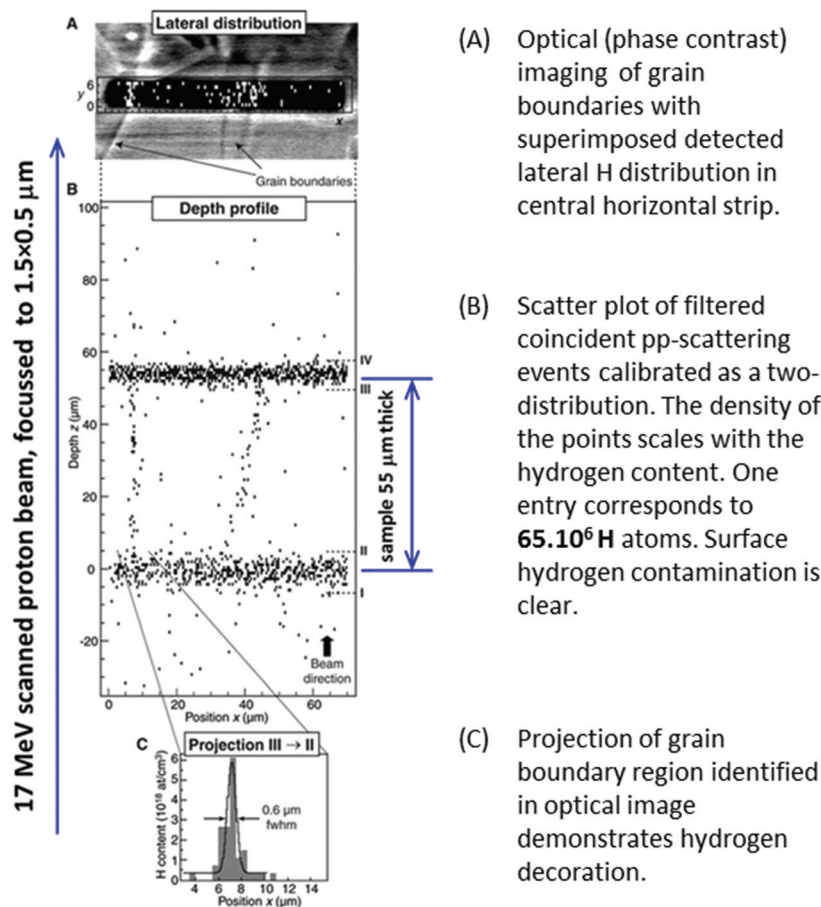 A
Lateral distribution
y
6
0
x
Grain boundaries
B
Depth profile
100
80
60
40
20
0
-20
Depth z (µm)
IV
III
II
I
Beam
direction
0
20
40
60
Position x (µm)
17 MeV scanned proton beam, focussed to 1.5×0.5 µm
sample 55 µm thick
C
Projection III → II
6
5
4
3
2
1
0
H content (10¹⁸ at/cm³)
0.6 µm
fwhm
4
6
8
10
12
14
Position x (µm)
(A) Optical (phase contrast)
imaging of grain
boundaries with
superimposed detected
lateral H distribution in
central horizontal strip.
(B) Scatter plot of filtered
coincident pp-scattering
events calibrated as a two-
distribution. The density of
the points scales with the
hydrogen content. One
entry corresponds to
65.10⁶ H atoms. Surface
hydrogen contamination is
clear.
(C) Projection of grain
boundary region identified
in optical image
demonstrates hydrogen
decoration.